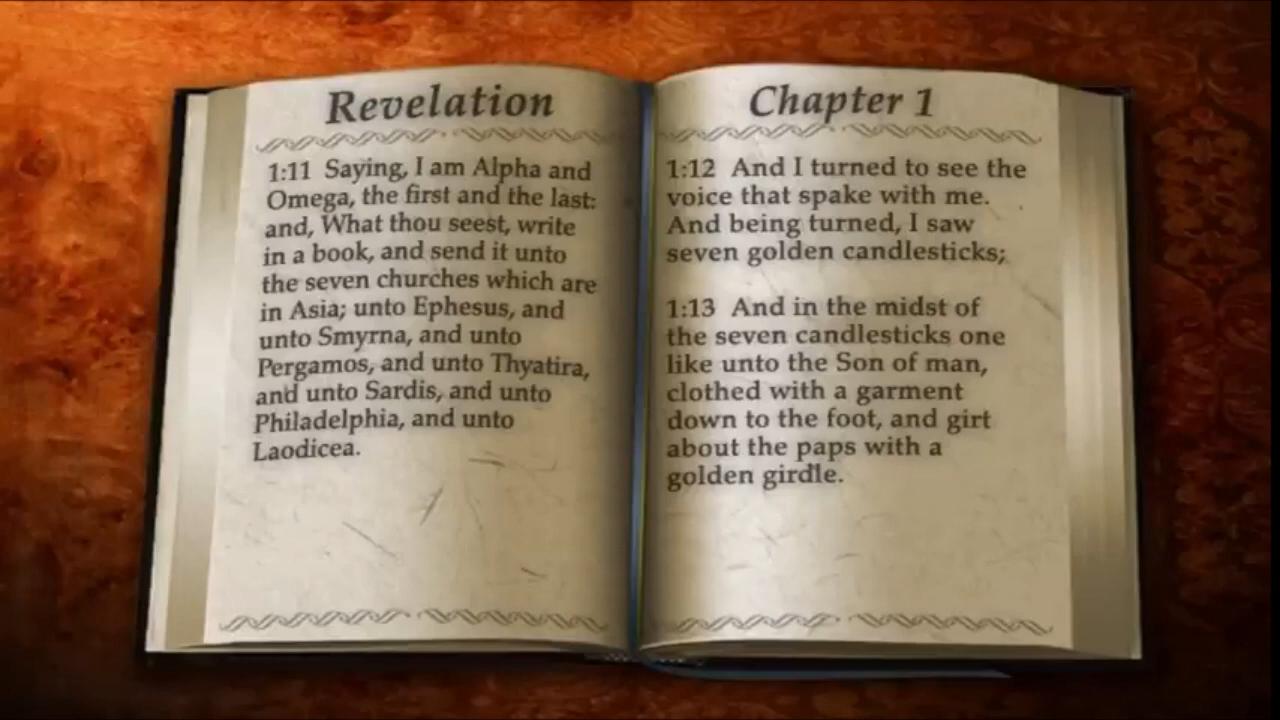 Revelation
1:11 Saying, I am Alpha and
Omega, the first and the last:
and, What thou seest, write
in a book, and send it unto
the seven churches which are
in Asia; unto Ephesus, and
unto Smyrna, and unto
Pergamos, and unto Thyatira,
and unto Sardis, and unto
Philadelphia, and unto
Laodicea.
Chapter 1
1:12 And I turned to see the
voice that spake with me.
And being turned, I saw
seven golden candlesticks;
1:13 And in the midst of
the seven candlesticks one
like unto the Son of man,
clothed with a garment
down to the foot, and girt
about the paps with a
golden girdle.